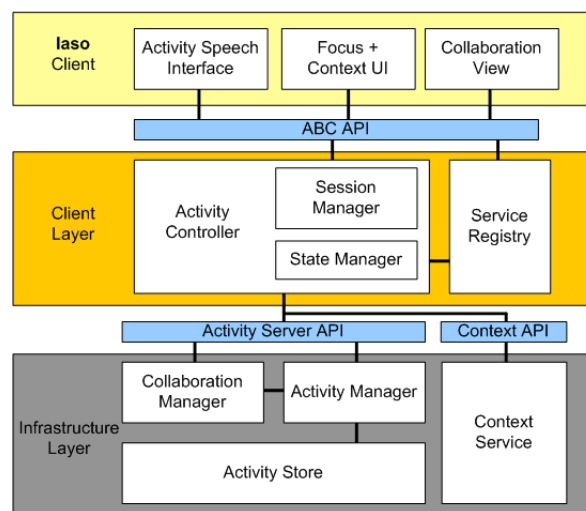 Iaso
Client
Activity Speech
Interface
Focus +
Context UI
Collaboration
View
ABC API
Client
Layer
Activity
Controller
Session
Manager
State Manager
Service
Registry
Activity Server API
Context API
Infrastructure
Layer
Collaboration
Manager
Activity Manager
Context
Service
Activity Store